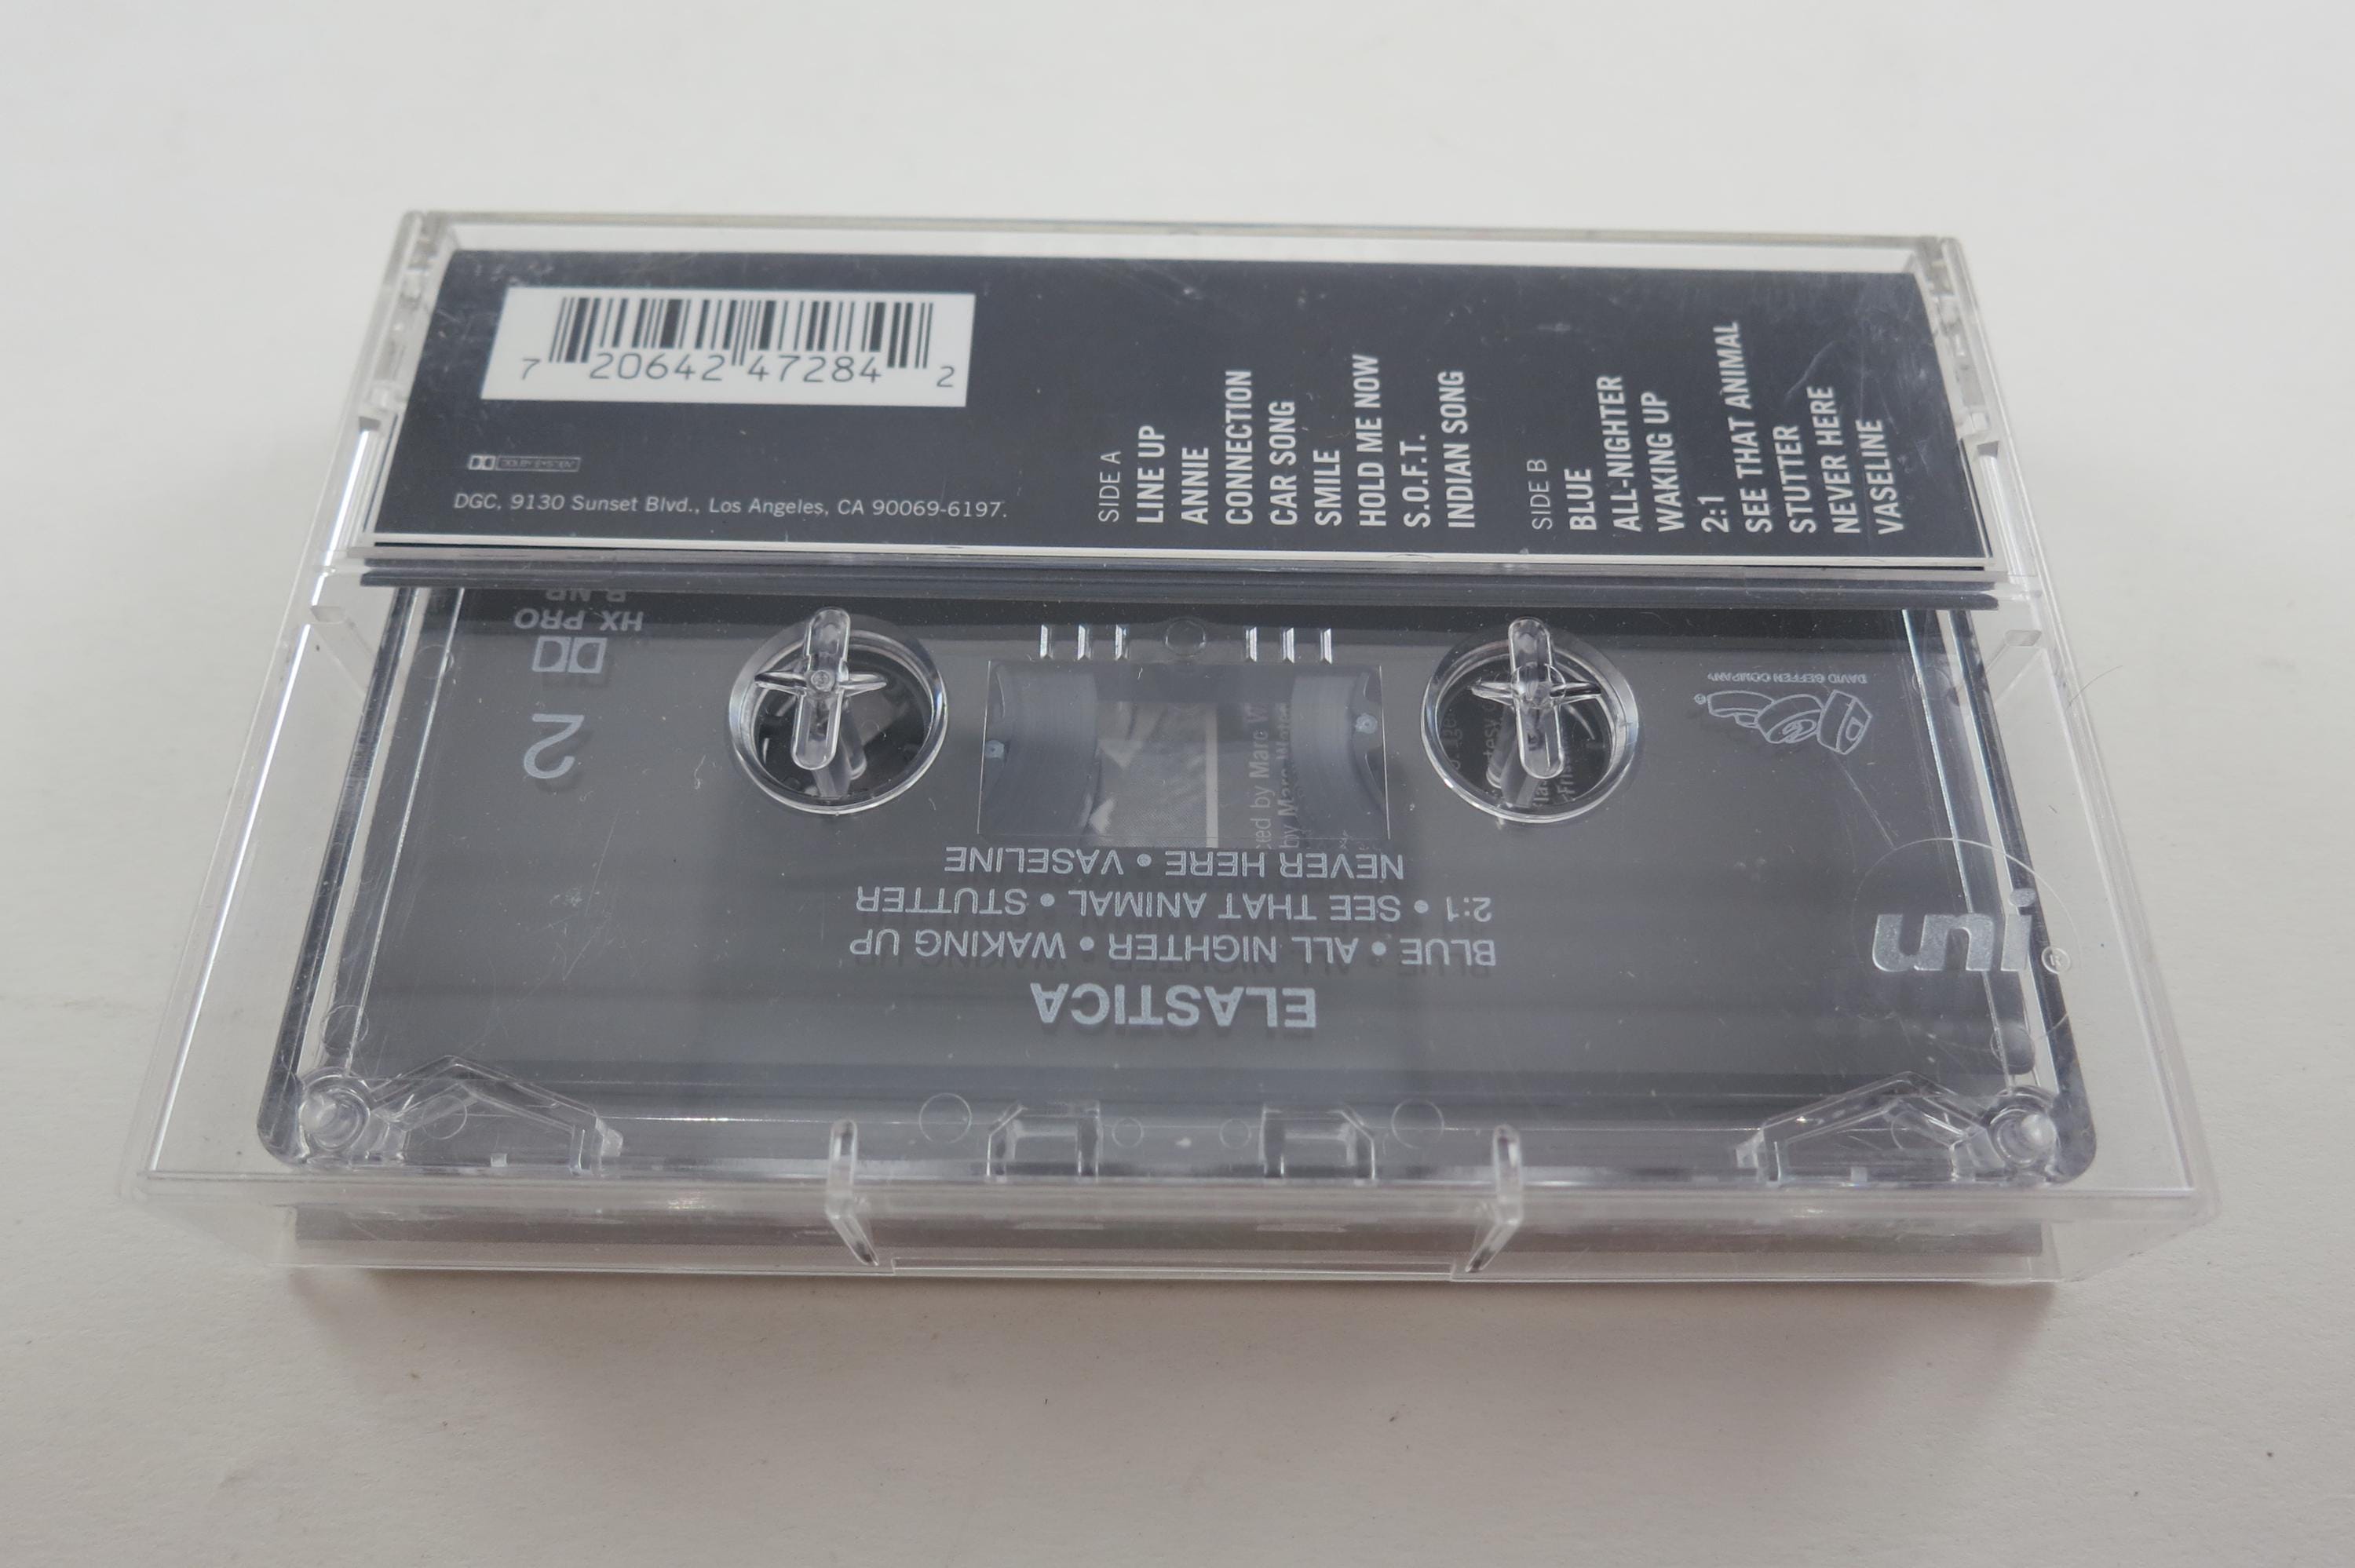 7 20642 47284 2
DOLBY SYSTEM
DGC, 9130 Sunset Blvd., Los Angeles, CA 90069-6197.
SIDE A
LINE UP
ANNIE
CONNECTION
CAR SONG
SMILE
HOLD ME NOW
S.O.F.T.
INDIAN SONG
SIDE B
BLUE
ALL-NIGHTER
WAKING UP
2:1
SEE THAT ANIMAL
STUTTER
NEVER HERE
VASELINE
ELASTICA
BLUE • ALL NIGHTER • WAKING UP
2:1 • SEE THAT ANIMAL • STUTTER
NEVER HERE • VASELINE
2
HX PRO
B NR
DAVID GEFFEN COMPANY
by Marc
by